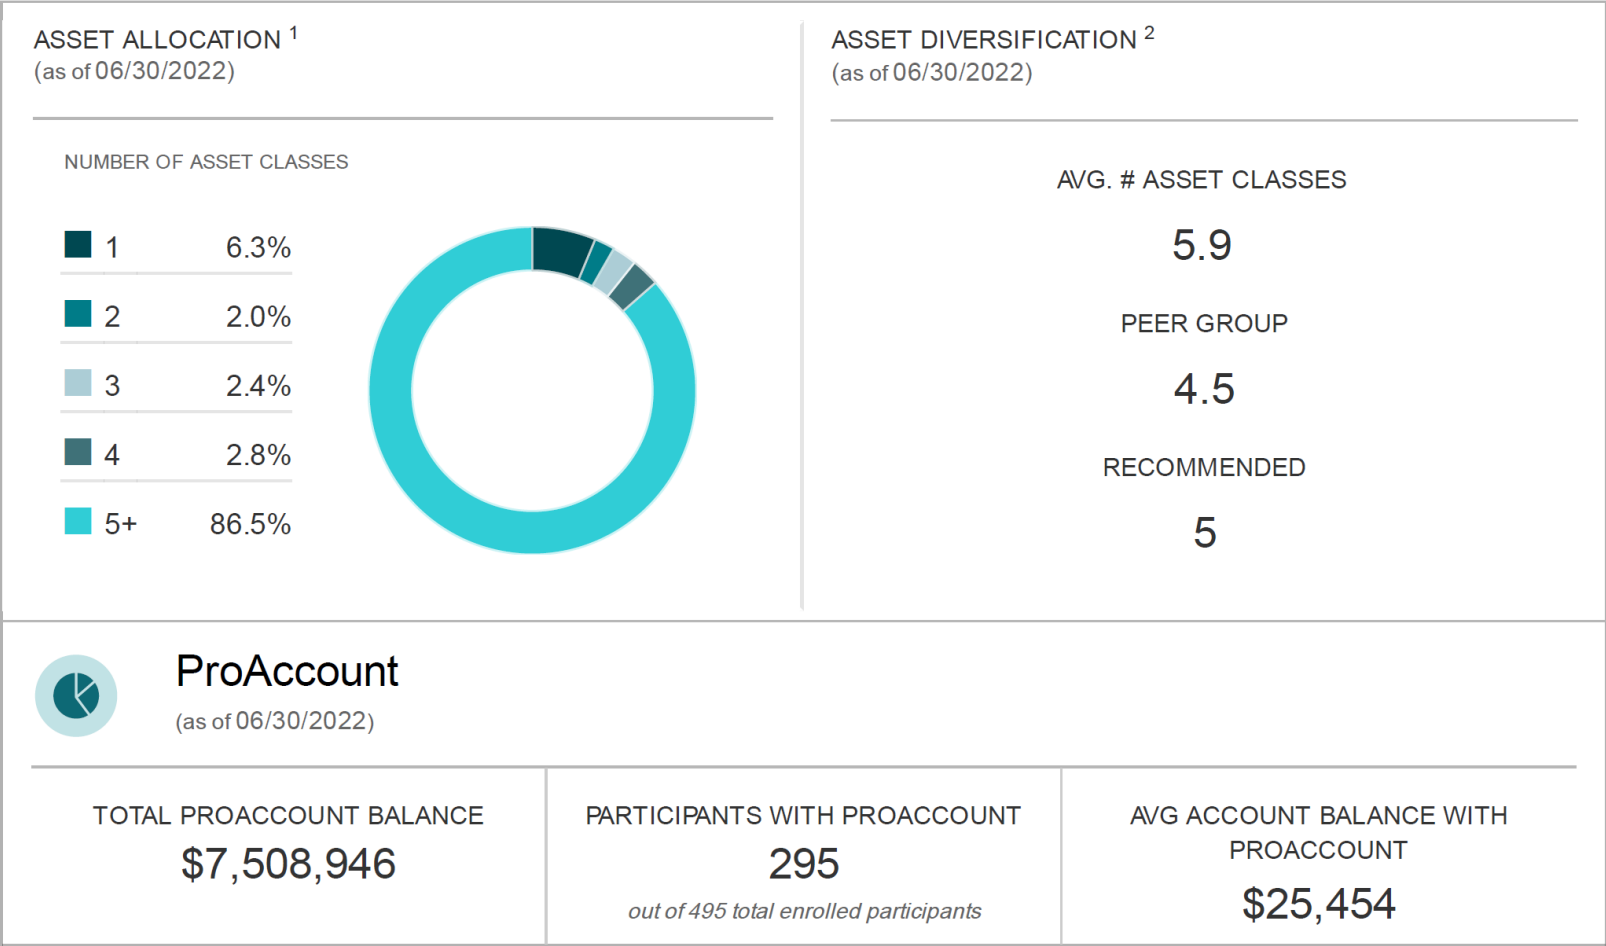 ASSET ALLOCATION 1
(as of 06/30/2022)
NUMBER OF ASSET CLASSES
1 6.3%
2 2.0%
3 2.4%
4 2.8%
5+ 86.5%
ASSET DIVERSIFICATION 2
(as of 06/30/2022)
AVG. # ASSET CLASSES
5.9
PEER GROUP
4.5
RECOMMENDED
5
ProAccount
(as of 06/30/2022)
TOTAL PROACCOUNT BALANCE
$7,508,946
PARTICIPANTS WITH PROACCOUNT
295
out of 495 total enrolled participants
AVG ACCOUNT BALANCE WITH
PROACCOUNT
$25,454